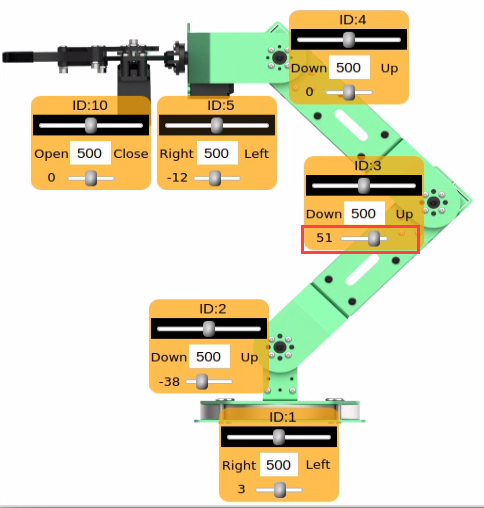 ID:4
Down 500 Up
0
ID:10
Open 500 Close
0
ID:5
Right 500 Left
-12
ID:3
Down 500 Up
51
ID:2
Down 500 Up
-38
ID:1
Right 500 Left
3